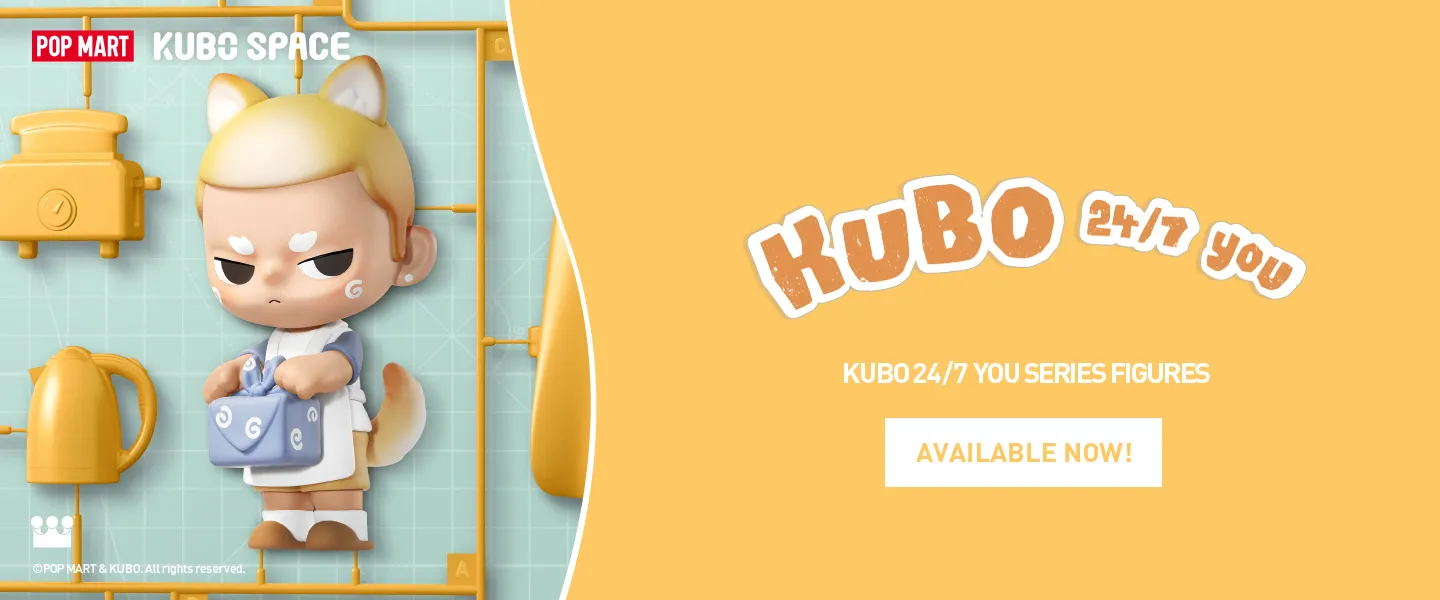 POP MART KUBO SPACE
C
KUBO 24/7 YOU
KUBO 24/7 YOU SERIES FIGURES
AVAILABLE NOW!
A
©POP MART & KUBO. All rights reserved.